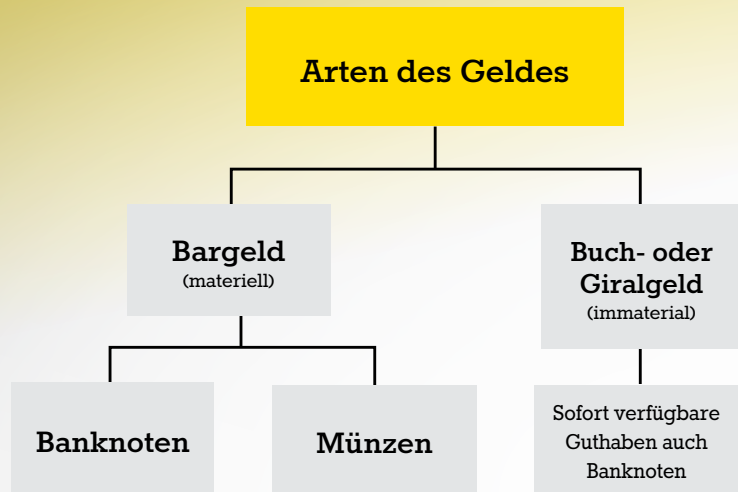 Arten des Geldes
Bargeld
(materiell)
Buch- oder
Giralgeld
(immaterial)
Banknoten
Münzen
Sofort verfügbare
Guthaben auch
Banknoten